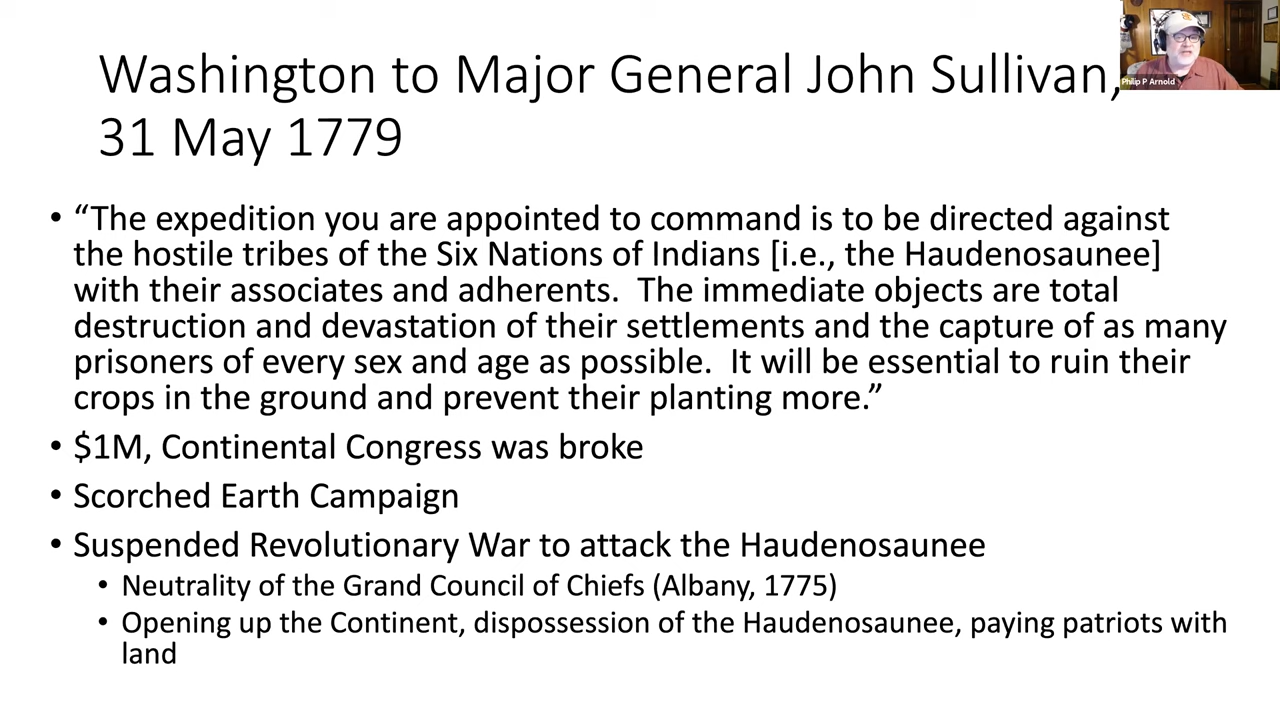 Washington to Major General John Sullivan,
31 May 1779
Philip P Arnold
• “The expedition you are appointed to command is to be directed against
the hostile tribes of the Six Nations of Indians [i.e., the Haudenosaunee]
with their associates and adherents.  The immediate objects are total
destruction and devastation of their settlements and the capture of as many
prisoners of every sex and age as possible.  It will be essential to ruin their
crops in the ground and prevent their planting more.”
• $1M, Continental Congress was broke
• Scorched Earth Campaign
• Suspended Revolutionary War to attack the Haudenosaunee
• Neutrality of the Grand Council of Chiefs (Albany, 1775)
• Opening up the Continent, dispossession of the Haudenosaunee, paying patriots with
land